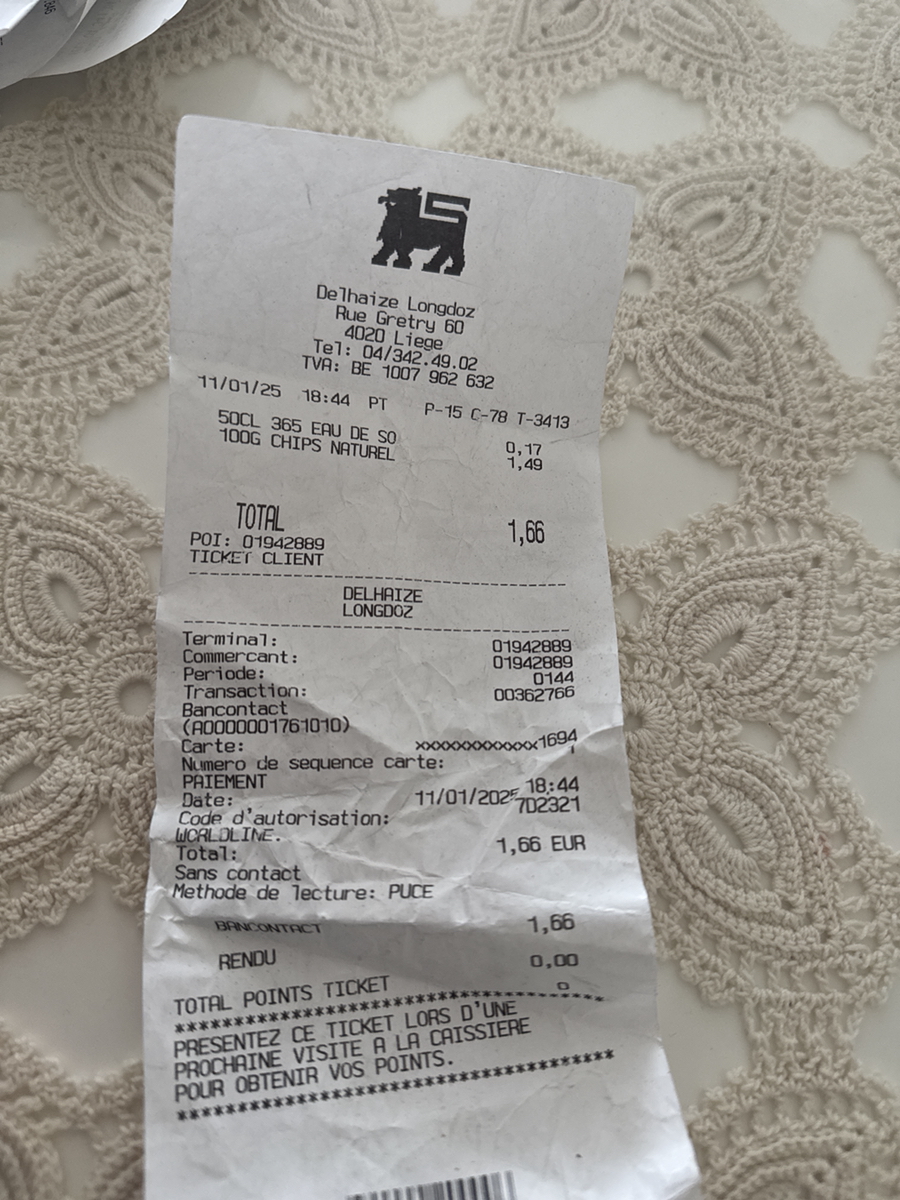 Delhaize Longdoz
Rue Gretry 60
4020 Liege
Tel: 04/342.49.02
TVA: BE 1007 962 632
11/01/25 18:44 PT P-15 C-78 T-3413
50CL 365 EAU DE SO 0,17
100G CHIPS NATUREL 1,49
TOTAL 1,66
POI: 01942889
TICKET CLIENT
DELHAIZE
LONGDOZ
Terminal: 01942889
Commercant: 01942889
Periode: 0144
Transaction: 00362766
Bancontact
(A0000001761010)
Carte: xxxxxxxxxxxxx1694
Numero de sequence carte: 1
PAIEMENT
Date: 11/01/2025 18:44
Code d'autorisation: 7D2321
WORLDLINE.
Total: 1,66 EUR
Sans contact
Methode de lecture: PUCE
BANCONTACT 1,66
RENDU 0,00
TOTAL POINTS TICKET 0
****************************************
PRESENTEZ CE TICKET LORS D'UNE
PROCHAINE VISITE A LA CAISSIERE
POUR OBTENIR VOS POINTS.
****************************************